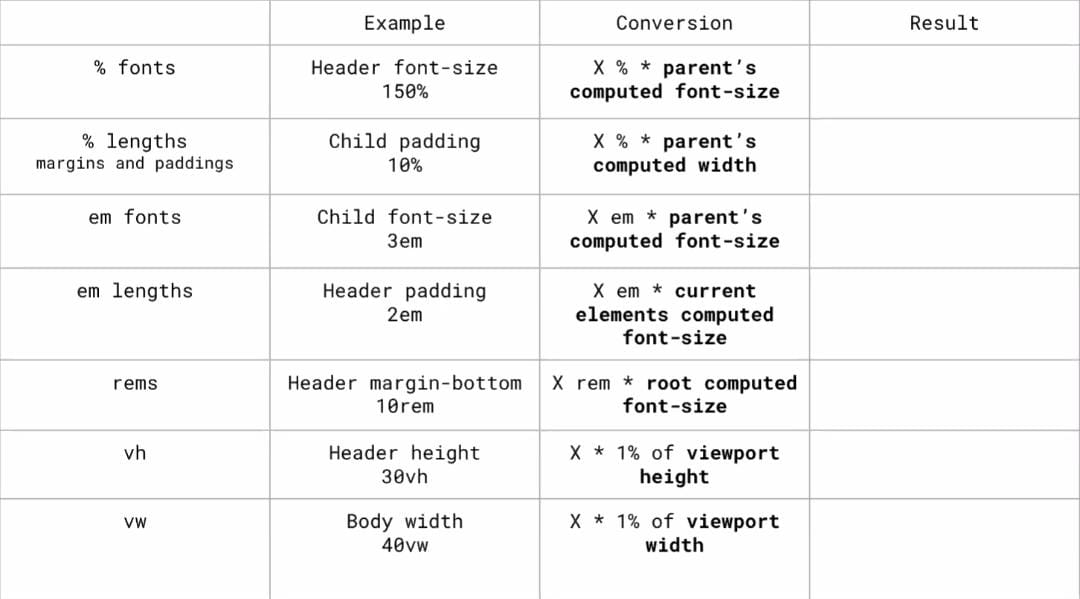 Example
Conversion
Result
% fonts
Header font-size
150%
X % * parent's
computed font-size
% lengths
margins and paddings
Child padding
10%
X % * parent's
computed width
em fonts
Child font-size
3em
X em * parent's
computed font-size
em lengths
Header padding
2em
X em * current
elements computed
font-size
rems
Header margin-bottom
10rem
X rem * root computed
font-size
vh
Header height
30vh
X * 1% of viewport
height
vw
Body width
40vw
X * 1% of viewport
width